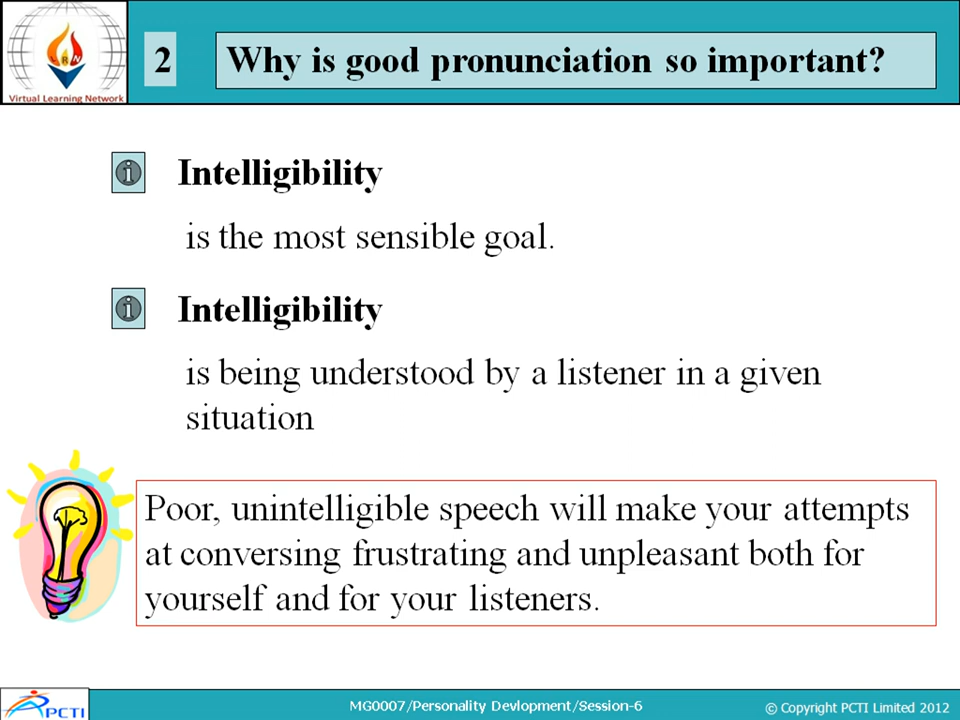 2
Why is good pronunciation so important?
RN
Virtual Learning Network
i
Intelligibility
is the most sensible goal.
i
Intelligibility
is being understood by a listener in a given
situation
Poor, unintelligible speech will make your attempts
at conversing frustrating and unpleasant both for
yourself and for your listeners.
PCTI
MG0007/Personality Devlopment/Session-6
© Copyright PCTI Limited 2012